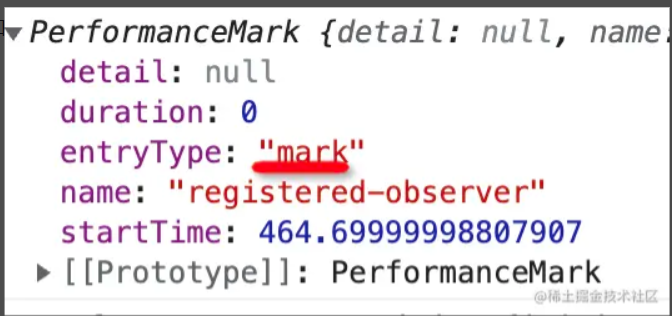 ▼PerformanceMark {detail: null, name:
detail: null
duration: 0
entryType: "mark"
name: "registered-observer"
startTime: 464.69999998807907
▶ [[Prototype]]: PerformanceMark
@稀土掘金技术社区